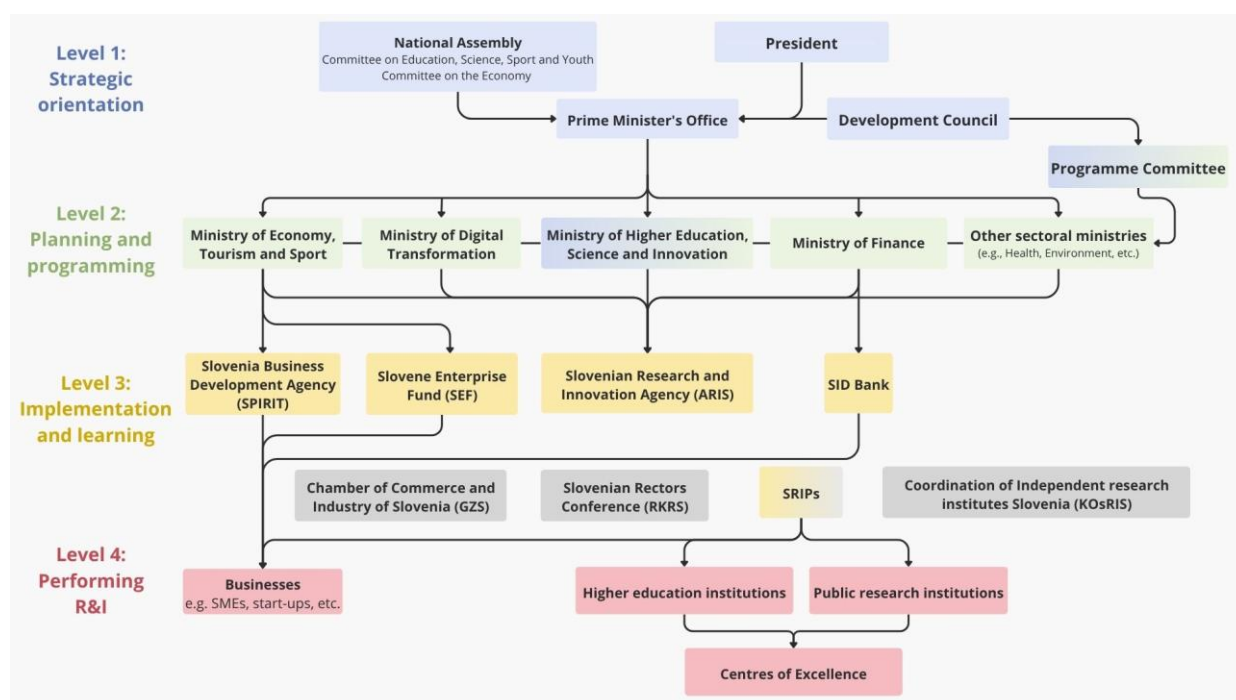 Level 1:
Strategic
orientation
National Assembly
Committee on Education, Science, Sport and Youth
Committee on the Economy
President
Prime Minister's Office
Development Council
Programme Committee
Level 2:
Planning and
programming
Ministry of Economy,
Tourism and Sport
Ministry of Digital
Transformation
Ministry of Higher Education,
Science and Innovation
Ministry of Finance
Other sectoral ministries
(e.g., Health, Environment, etc.)
Level 3:
Implementation
and learning
Slovenia Business
Development Agency
(SPIRIT)
Slovene Enterprise
Fund (SEF)
Slovenian Research and
Innovation Agency (ARIS)
SID Bank
Chamber of Commerce and
Industry of Slovenia (GZS)
Slovenian Rectors
Conference (RKRS)
SRIPs
Coordination of Independent research
institutes Slovenia (KOsRIS)
Level 4:
Performing
R&I
Businesses
e.g. SMEs, start-ups, etc.
Higher education institutions
Public research institutions
Centres of Excellence